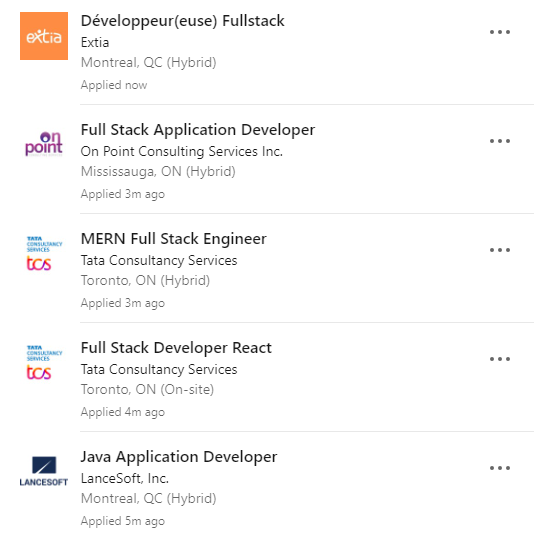 extia
Développeur(euse) Fullstack
Extia
Montreal, QC (Hybrid)
Applied now
on
point
Full Stack Application Developer
On Point Consulting Services Inc.
Mississauga, ON (Hybrid)
Applied 3m ago
TATA
CONSULTANCY
SERVICES
tcs
MERN Full Stack Engineer
Tata Consultancy Services
Toronto, ON (Hybrid)
Applied 3m ago
TATA
CONSULTANCY
SERVICES
tcs
Full Stack Developer React
Tata Consultancy Services
Toronto, ON (On-site)
Applied 4m ago
LANCESOFT
Java Application Developer
LanceSoft, Inc.
Montreal, QC (Hybrid)
Applied 5m ago